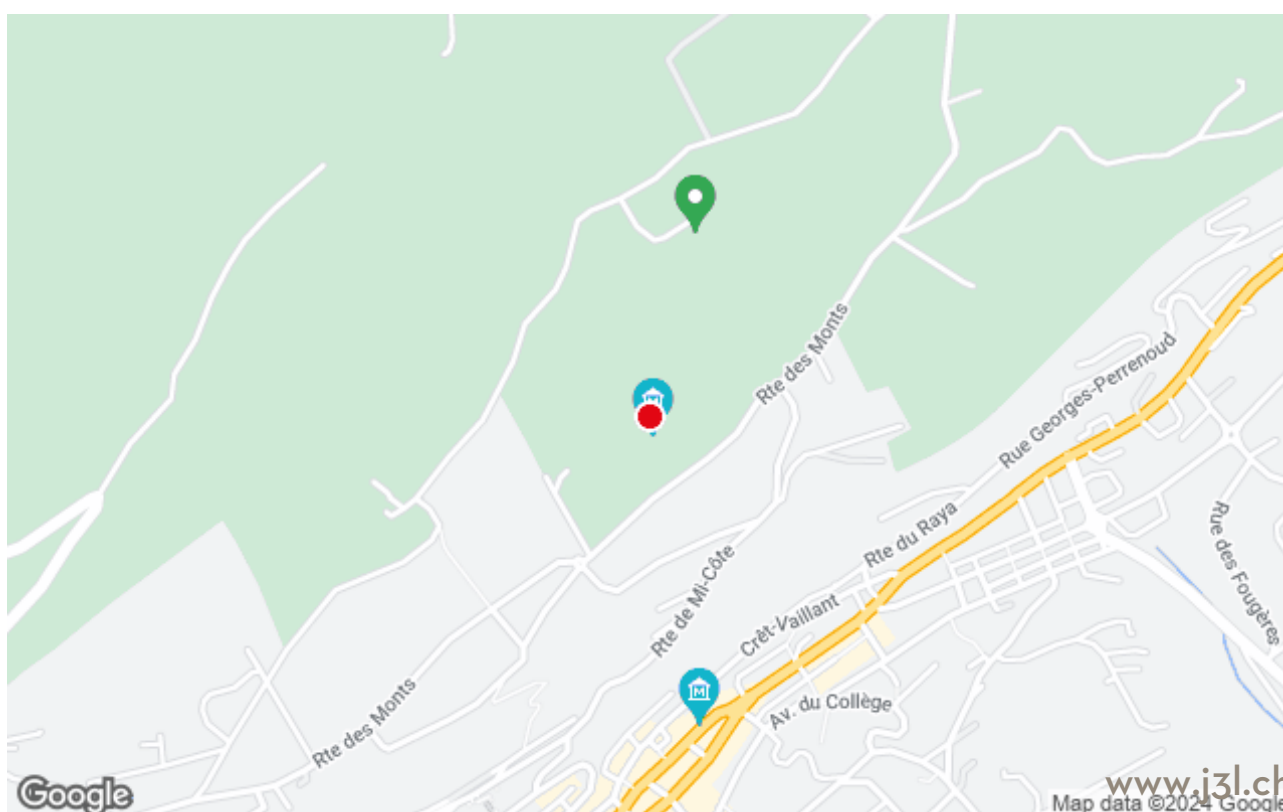 Rte des Monts
Rue Georges-Perrenoud
Rte du Raya
Rue des Fougères
Rte de Mi-Côte
Crêt-Vaillant
Rte des Monts
Av. du Collège
Google
www.j3l.ch
Map data ©2024 Google